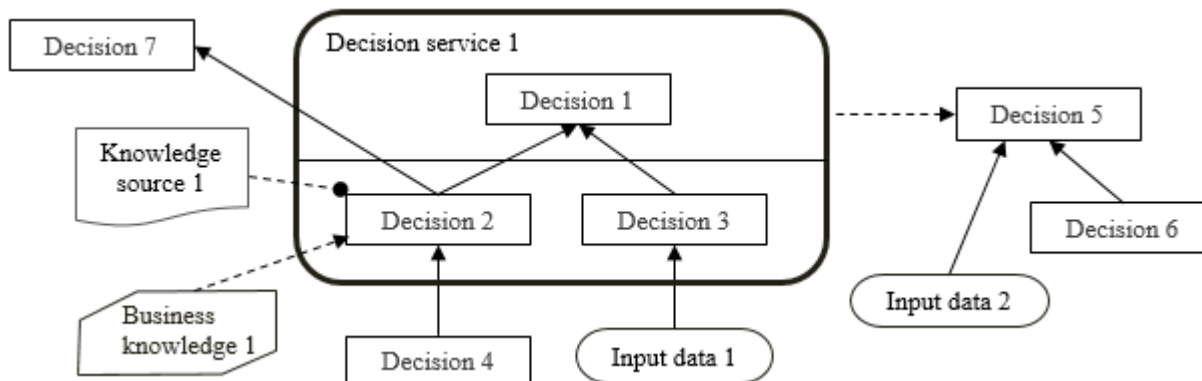 Decision 7
Decision service 1
Decision 1
Decision 5
Knowledge
source 1
Decision 2
Decision 3
Decision 6
Input data 2
Business
knowledge 1
Decision 4
Input data 1